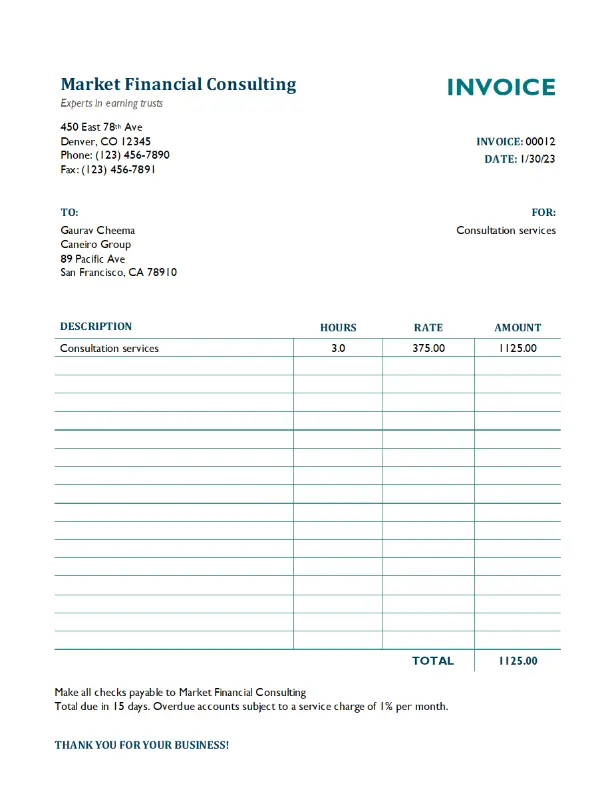 Market Financial Consulting
INVOICE
Experts in earning trusts
450 East 78th Ave
Denver, CO 12345
INVOICE: 00012
Phone: (123) 456-7890
DATE: 1/30/23
Fax: (123) 456-7891
TO:
FOR:
Gaurav Cheema
Consultation services
Caneiro Group
89 Pacific Ave
San Francisco, CA 78910
DESCRIPTION HOURS RATE AMOUNT
Consultation services 3.0 375.00 1125.00
TOTAL 1125.00
Make all checks payable to Market Financial Consulting
Total due in 15 days. Overdue accounts subject to a service charge of 1% per month.
THANK YOU FOR YOUR BUSINESS!